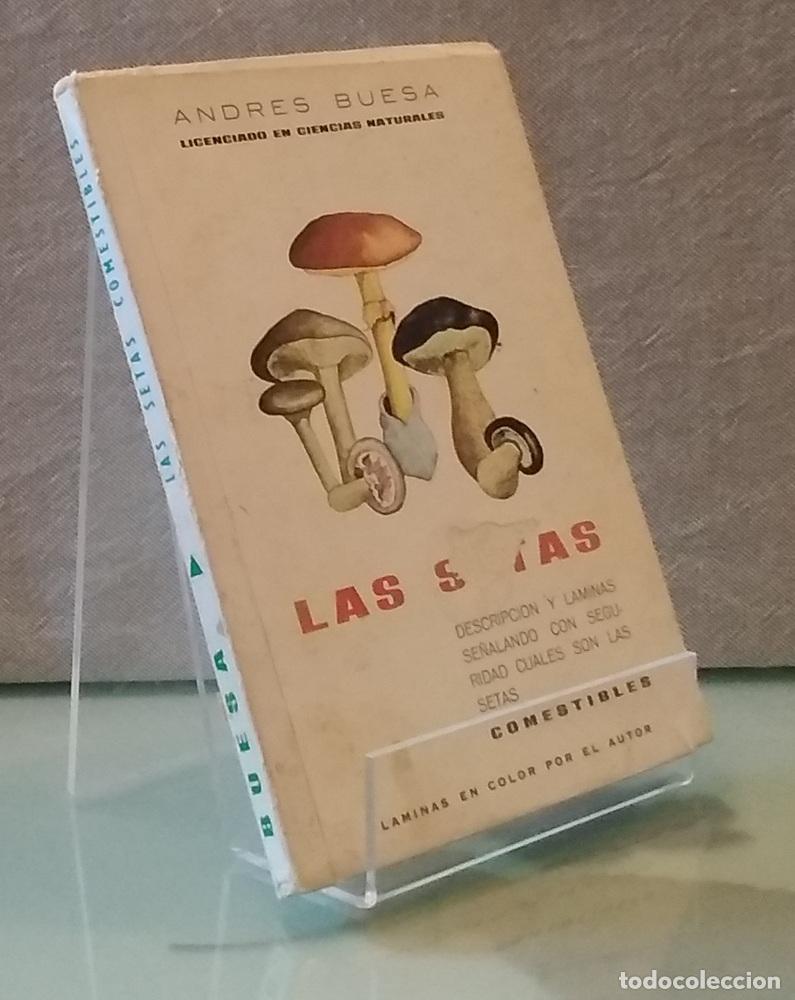 ANDRES BUESA
LICENCIADO EN CIENCIAS NATURALES
LAS S TAS
DESCRIPCION Y LAMINAS
SEÑALANDO CON SEGU-
RIDAD CUALES SON LAS
SETAS
COMESTIBLES
LAMINAS EN COLOR POR EL AUTOR
BUESA ▲ LAS SETAS COMESTIBLES
todocoleccion